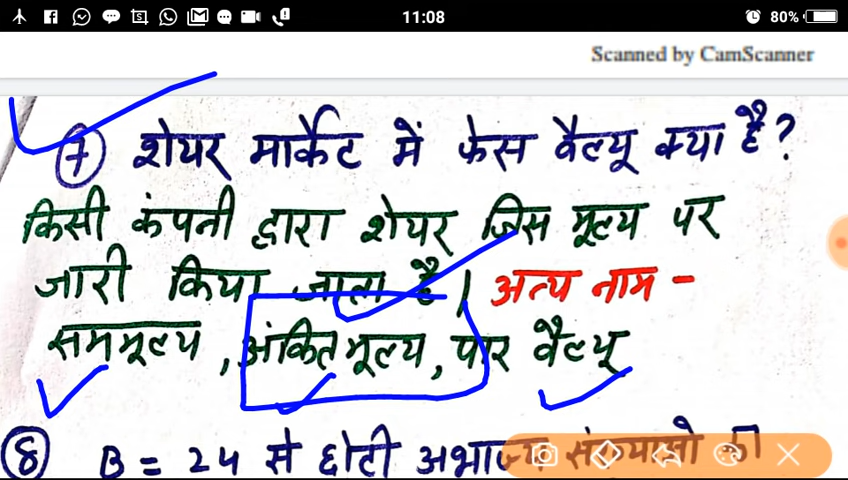 11:08
80%
Scanned by CamScanner
7 शेयर मार्केट में फेस वैल्यू क्या है?
किसी कंपनी द्वारा शेयर जिस मूल्य पर
जारी किया जाता है। अन्य नाम -
सममूल्य, अंकित मूल्य, पार वैल्यू
8 B = 24 से छोटी अभाज्य संख्याओ